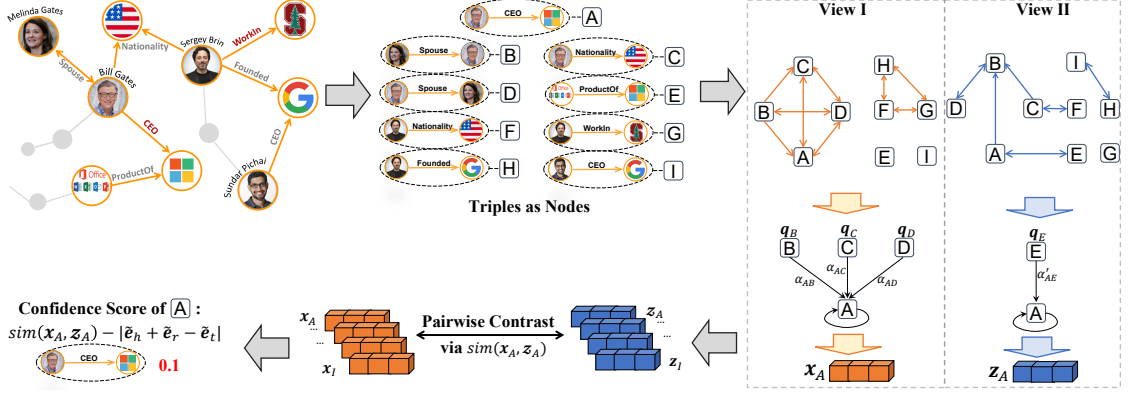 Melinda Gates
Nationality
Sergey Brin
WorkIn
Spouse
Bill Gates
Founded
CEO
CEO
Office
ProductOf
Sundar Pichai
CEO
A
Spouse
B
Nationality
C
Spouse
D
Office
ProductOf
E
Nationality
F
WorkIn
G
Founded
H
CEO
I
Triples as Nodes
View I
C
B
D
A
H
F
G
E
I
q_B
q_C
q_D
B
C
D
α_AB
α_AC
α_AD
A
x_A
View II
B
I
D
C
F
H
A
E
G
q_E
E
α′_AE
A
z_A
Confidence Score of A :
sim(x_A, z_A) − |ẽ_h + ẽ_r − ẽ_t|
CEO
0.1
x_A
...
...
x_I
Pairwise Contrast
via sim(x_A, z_A)
z_A
...
...
z_I